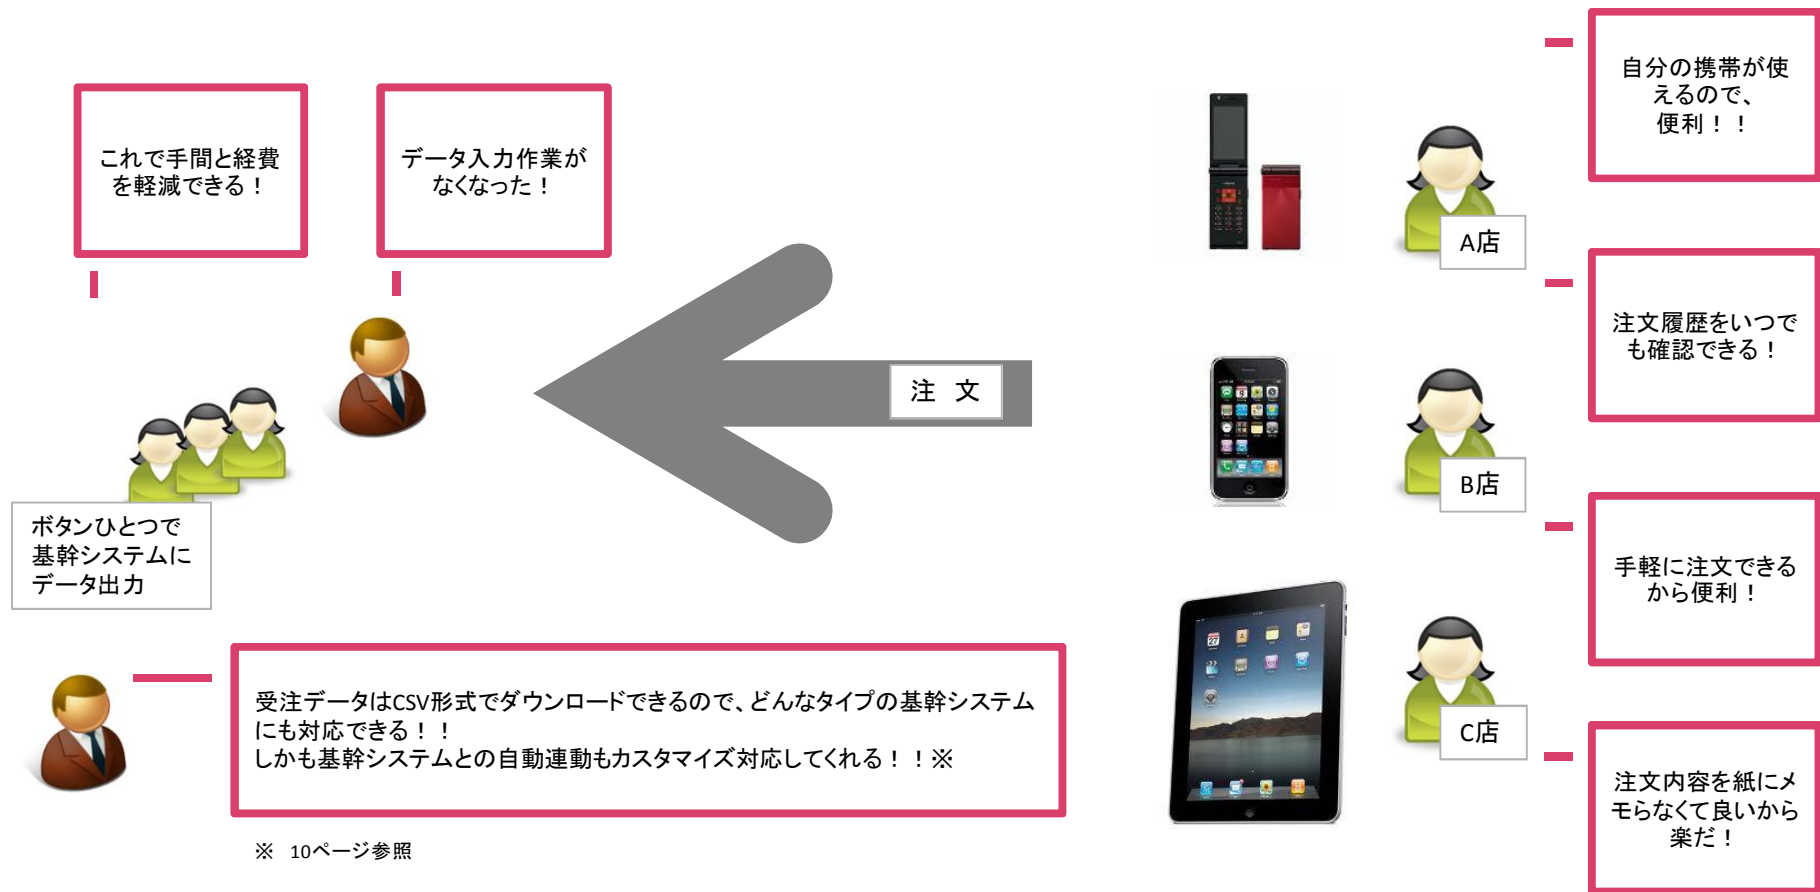 これで手間と経費
を軽減できる！
データ入力作業が
なくなった！
自分の携帯が使
えるので、
便利！！
A店
注文履歴をいつで
も確認できる！
注　文
B店
ボタンひとつで
基幹システムに
データ出力
手軽に注文できる
から便利！
受注データはCSV形式でダウンロードできるので、どんなタイプの基幹システム
にも対応できる！！
しかも基幹システムとの自動連動もカスタマイズ対応してくれる！！※
C店
注文内容を紙にメ
モらなくて良いから
楽だ！
※　10ページ参照